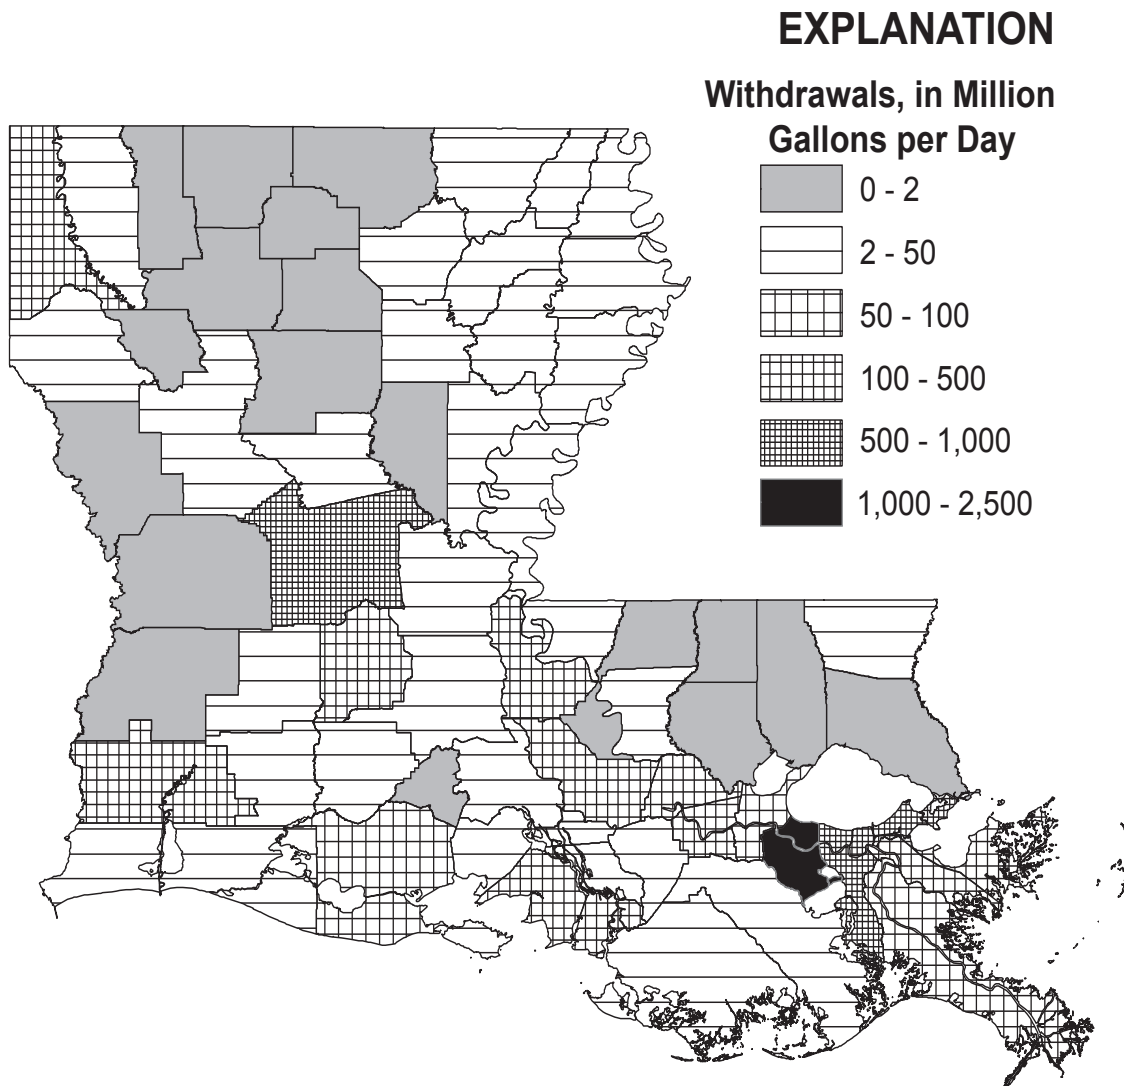 EXPLANATION
Withdrawals, in Million
Gallons per Day
0 - 2
2 - 50
50 - 100
100 - 500
500 - 1,000
1,000 - 2,500